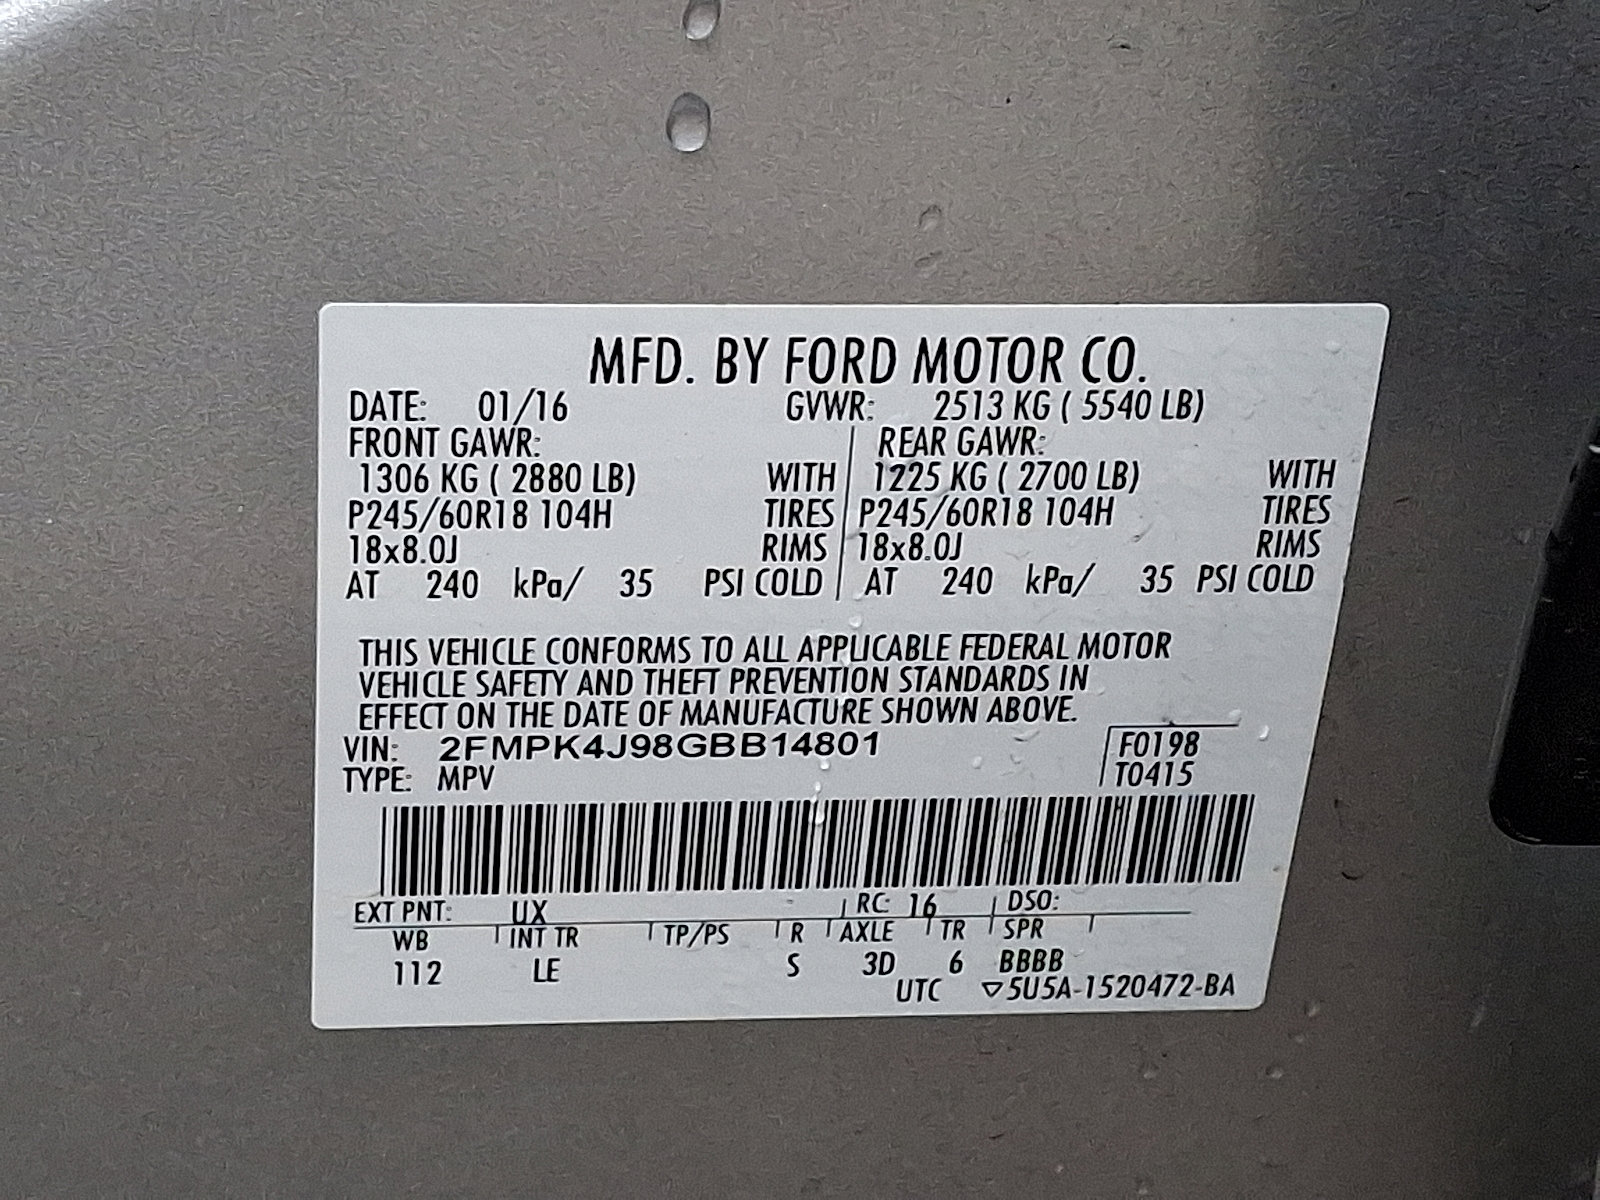 MFD. BY FORD MOTOR CO.
DATE: 01/16 GVWR: 2513 KG ( 5540 LB)
FRONT GAWR: REAR GAWR:
1306 KG ( 2880 LB) WITH 1225 KG ( 2700 LB) WITH
P245/60R18 104H TIRES P245/60R18 104H TIRES
18x8.0J RIMS 18x8.0J RIMS
AT 240 kPa/ 35 PSI COLD AT 240 kPa/ 35 PSI COLD
THIS VEHICLE CONFORMS TO ALL APPLICABLE FEDERAL MOTOR
VEHICLE SAFETY AND THEFT PREVENTION STANDARDS IN
EFFECT ON THE DATE OF MANUFACTURE SHOWN ABOVE.
VIN: 2FMPK4J98GBB14801 F0198
TYPE: MPV T0415
EXT PNT: UX RC: 16 DSO:
WB INT TR TP/PS R AXLE TR SPR
112 LE S 3D 6 BBBB
UTC ▽5U5A-1520472-BA